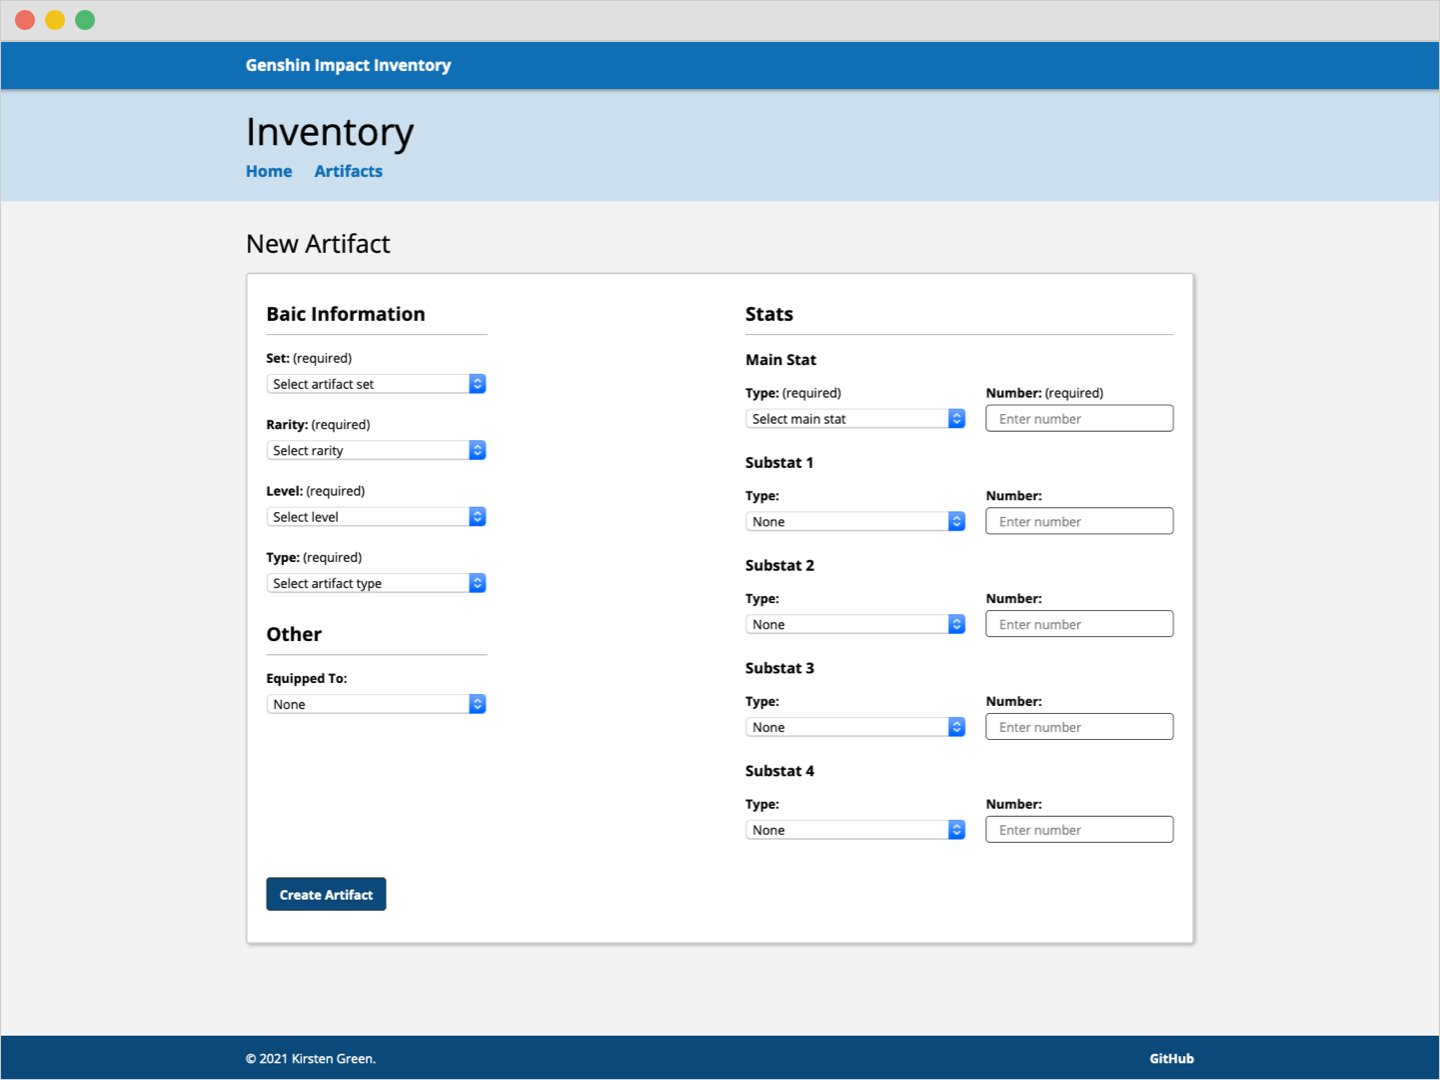 Genshin Impact Inventory
Inventory
Home Artifacts
New Artifact
Baic Information
Set: (required)
Select artifact set
Rarity: (required)
Select rarity
Level: (required)
Select level
Type: (required)
Select artifact type
Other
Equipped To:
None
Stats
Main Stat
Type: (required) Number: (required)
Select main stat Enter number
Substat 1
Type: Number:
None Enter number
Substat 2
Type: Number:
None Enter number
Substat 3
Type: Number:
None Enter number
Substat 4
Type: Number:
None Enter number
Create Artifact
© 2021 Kirsten Green. GitHub